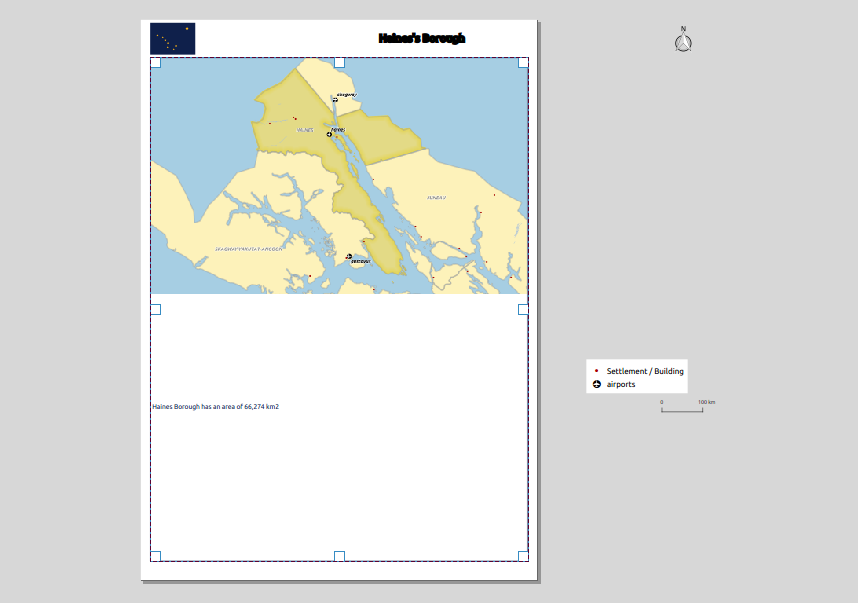 Haines's Borough
N
Skagway
HAINES
Haines
JUNEAU
SKAGWAY-HOONAH-ANGOON
Gustavus
Settlement / Building
airports
0 100 km
Haines Borough has an area of 66,274 km2